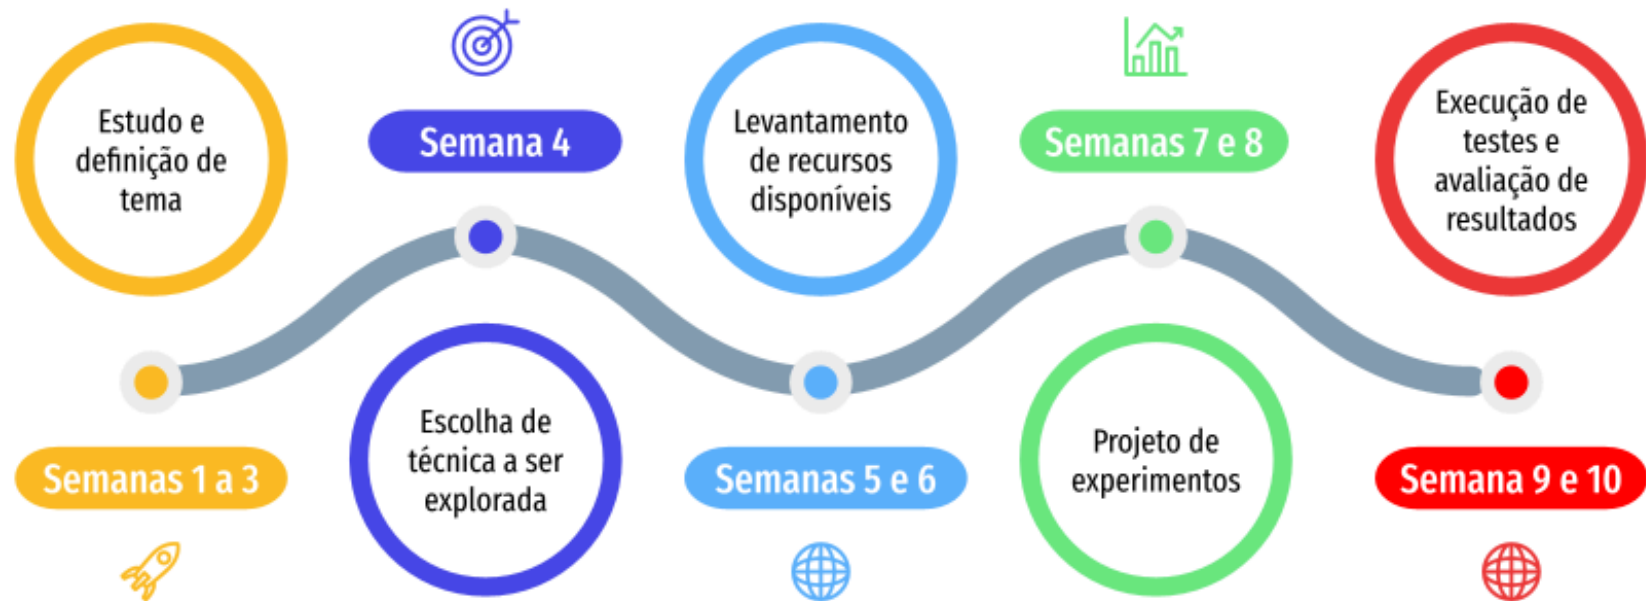 Estudo e
definição de
tema
Semanas 1 a 3
Semana 4
Escolha de
técnica a ser
explorada
Levantamento
de recursos
disponíveis
Semanas 5 e 6
Semanas 7 e 8
Projeto de
experimentos
Execução de
testes e
avaliação de
resultados
Semana 9 e 10